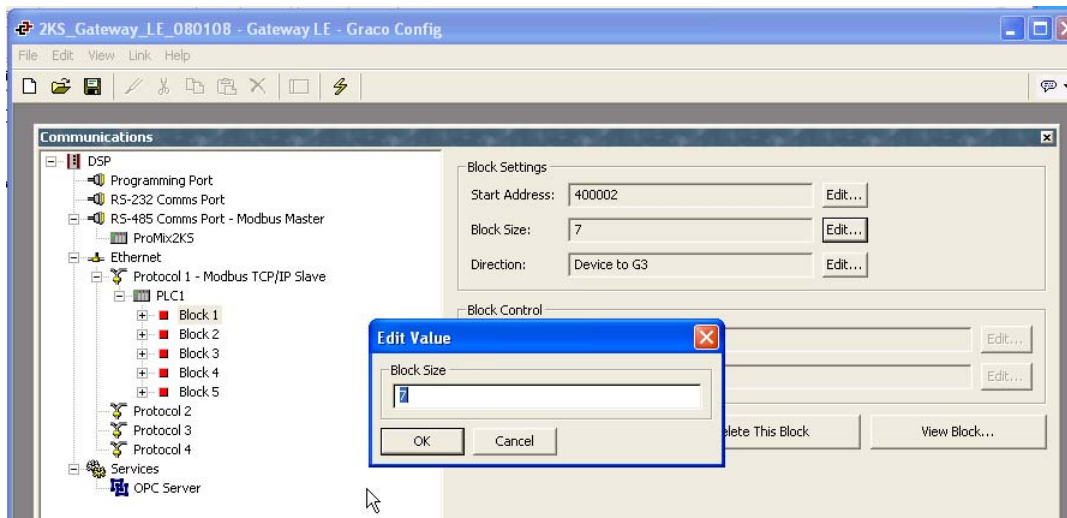 2KS_Gateway_LE_080108 - Gateway LE - Graco Config
File Edit View Link Help
Communications
DSP
Programming Port
RS-232 Comms Port
RS-485 Comms Port - Modbus Master
ProMix2KS
Ethernet
Protocol 1 - Modbus TCP/IP Slave
PLC1
Block 1
Block 2
Block 3
Block 4
Block 5
Protocol 2
Protocol 3
Protocol 4
Services
OPC Server
Block Settings
Start Address: 400002 Edit...
Block Size: 7 Edit...
Direction: Device to G3 Edit...
Block Control
Edit...
Edit...
This Block View Block...
Edit Value
Block Size
7
OK Cancel